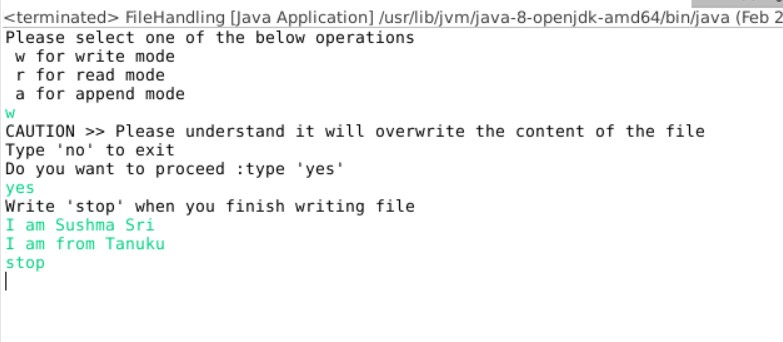 <terminated> FileHandling [Java Application] /usr/lib/jvm/java-8-openjdk-amd64/bin/java (Feb 2
Please select one of the below operations
 w for write mode
 r for read mode
 a for append mode
w
CAUTION >> Please understand it will overwrite the content of the file
Type 'no' to exit
Do you want to proceed :type 'yes'
yes
Write 'stop' when you finish writing file
I am Sushma Sri
I am from Tanuku
stop